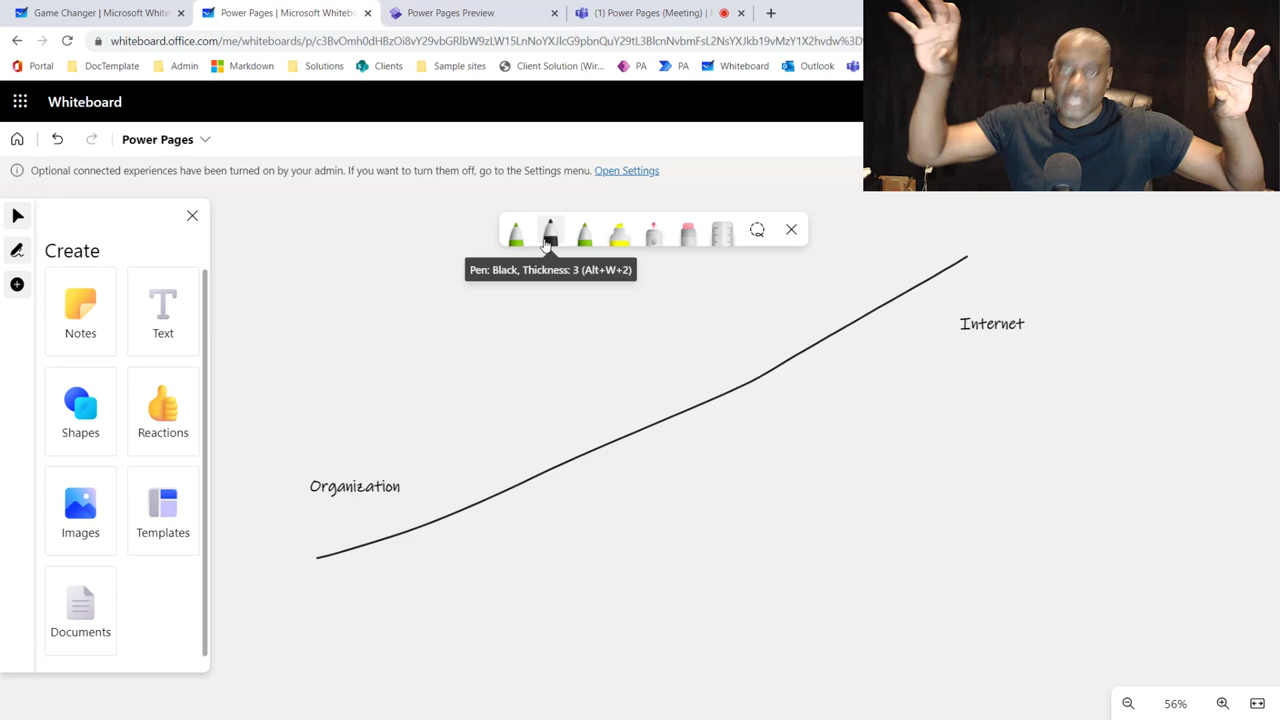 Game Changer | Microsoft White
Power Pages | Microsoft Whitebo
Power Pages Preview
(1) Power Pages (Meeting) |
whiteboard.office.com/me/whiteboards/p/
Portal
DocTemplate
Admin
Markdown
Solutions
Clients
Sample sites
Client Solution (Wir...
PA
PA
Whiteboard
Outlook
Whiteboard
Power Pages
Optional connected experiences have been turned on by your admin. If you want to turn them off, go to the Settings menu. Open Settings
Create
Notes
Text
Shapes
Reactions
Images
Templates
Documents
Pen: Black, Thickness: 3 (Alt+W+2)
Internet
Organization
56%